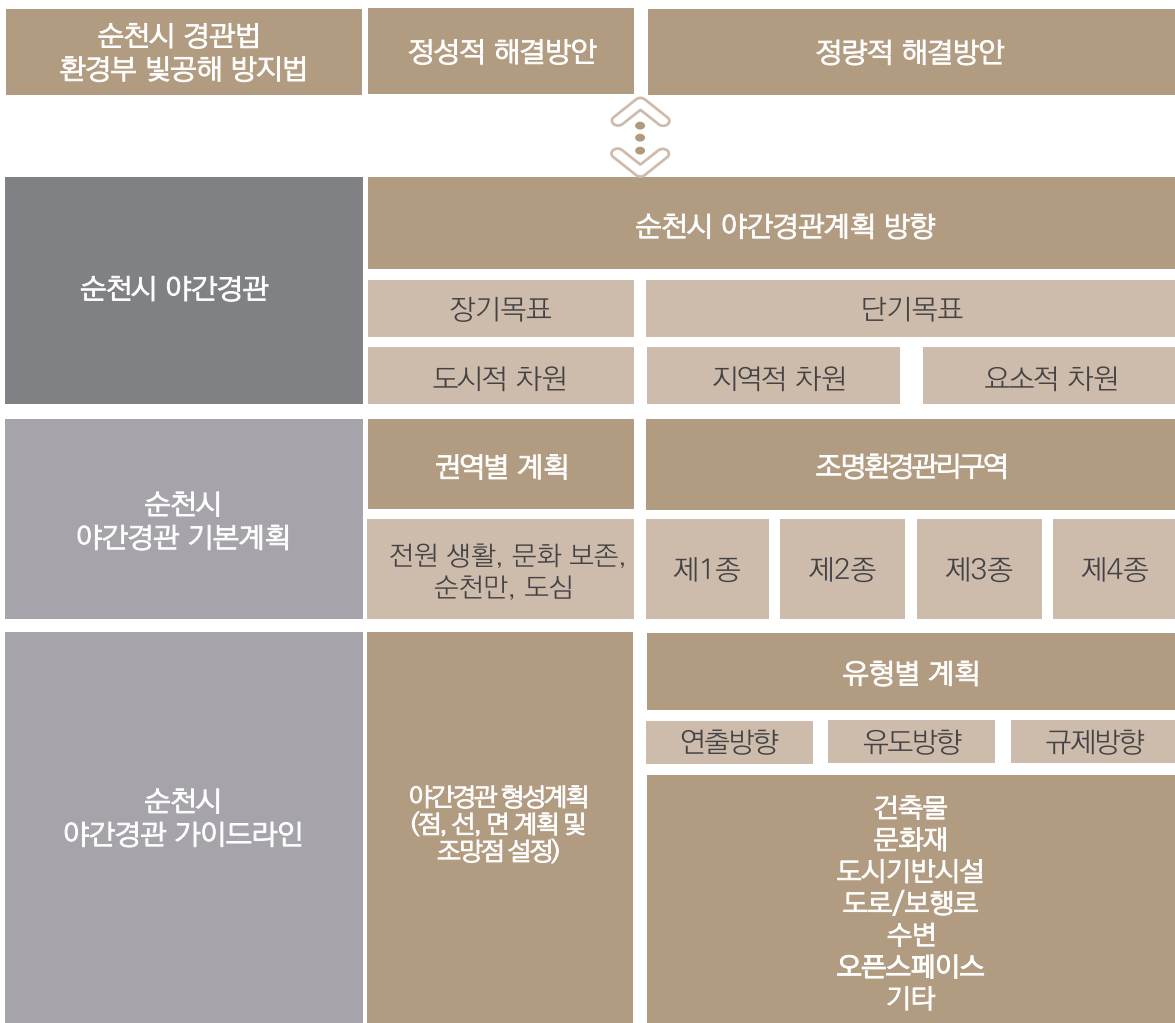 순천시 경관법
환경부 빛공해 방지법
정성적 해결방안
정량적 해결방안
순천시 야간경관
순천시 야간경관계획 방향
장기목표
단기목표
도시적 차원
지역적 차원
요소적 차원
순천시
야간경관 기본계획
권역별 계획
조명환경관리구역
전원 생활, 문화 보존,
순천만, 도심
제1종
제2종
제3종
제4종
순천시
야간경관 가이드라인
야간경관 형성계획
(점, 선, 면 계획 및
조망점 설정)
유형별 계획
연출방향
유도방향
규제방향
건축물
문화재
도시기반시설
도로/보행로
수변
오픈스페이스
기타